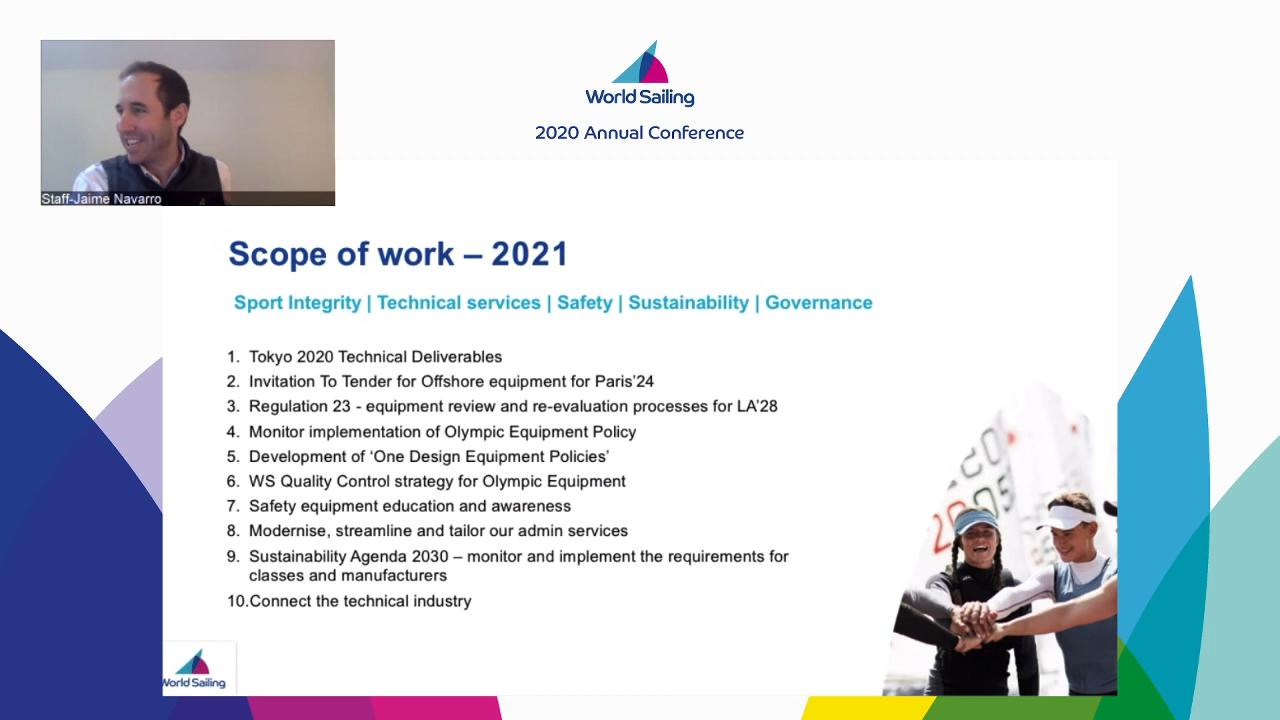 World Sailing
2020 Annual Conference
Staff-Jaime Navarro
Scope of work – 2021
Sport Integrity | Technical services | Safety | Sustainability | Governance
1. Tokyo 2020 Technical Deliverables
2. Invitation To Tender for Offshore equipment for Paris'24
3. Regulation 23 - equipment review and re-evaluation processes for LA'28
4. Monitor implementation of Olympic Equipment Policy
5. Development of 'One Design Equipment Policies'
6. WS Quality Control strategy for Olympic Equipment
7. Safety equipment education and awareness
8. Modernise, streamline and tailor our admin services
9. Sustainability Agenda 2030 – monitor and implement the requirements for
classes and manufacturers
10.Connect the technical industry
World Sailing